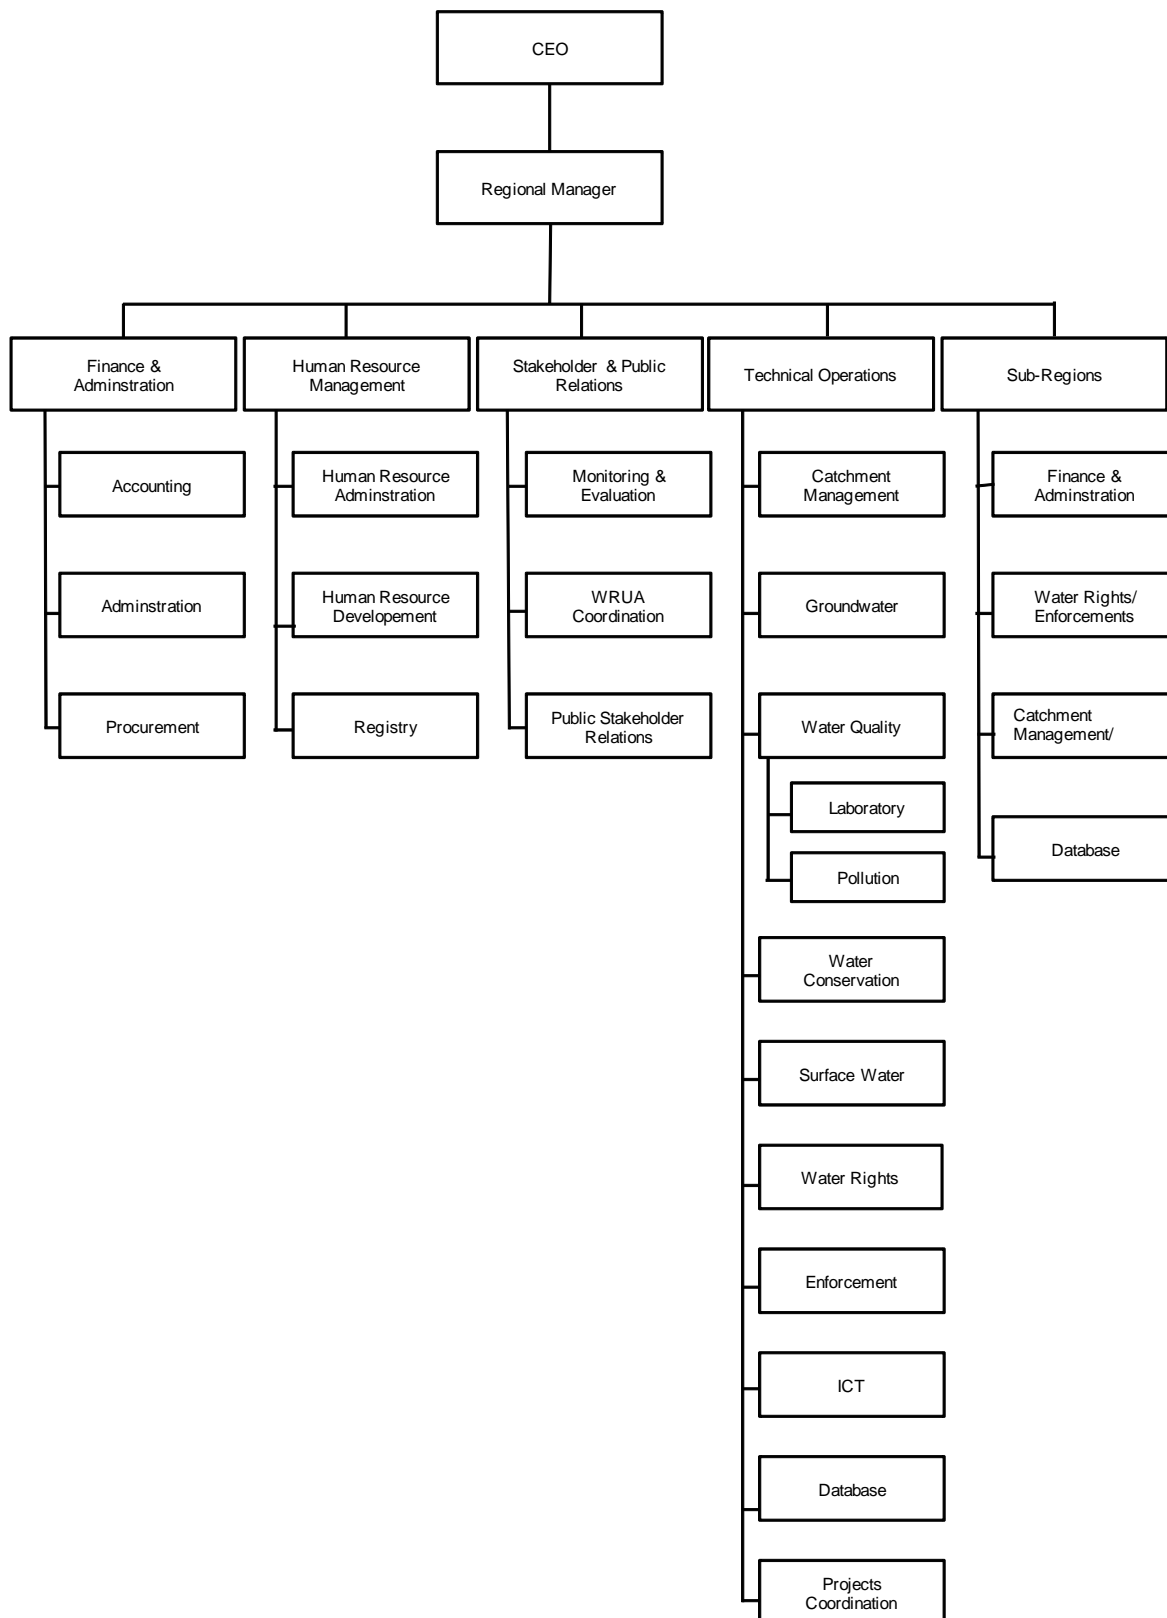 CEO
Regional Manager
Finance &
Adminstration
Human Resource
Management
Stakeholder & Public
Relations
Technical Operations
Sub-Regions
Accounting
Adminstration
Procurement
Human Resource
Adminstration
Human Resource
Developement
Registry
Monitoring &
Evaluation
WRUA
Coordination
Public Stakeholder
Relations
Catchment
Management
Groundwater
Water Quality
Laboratory
Pollution
Water
Conservation
Surface Water
Water Rights
Enforcement
ICT
Database
Projects
Coordination
Finance &
Adminstration
Water Rights/
Enforcements
Catchment
Management/
Database